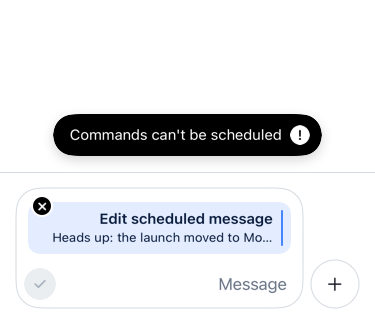 Commands can't be scheduled
Edit scheduled message
Heads up: the launch moved to Mo...
Message